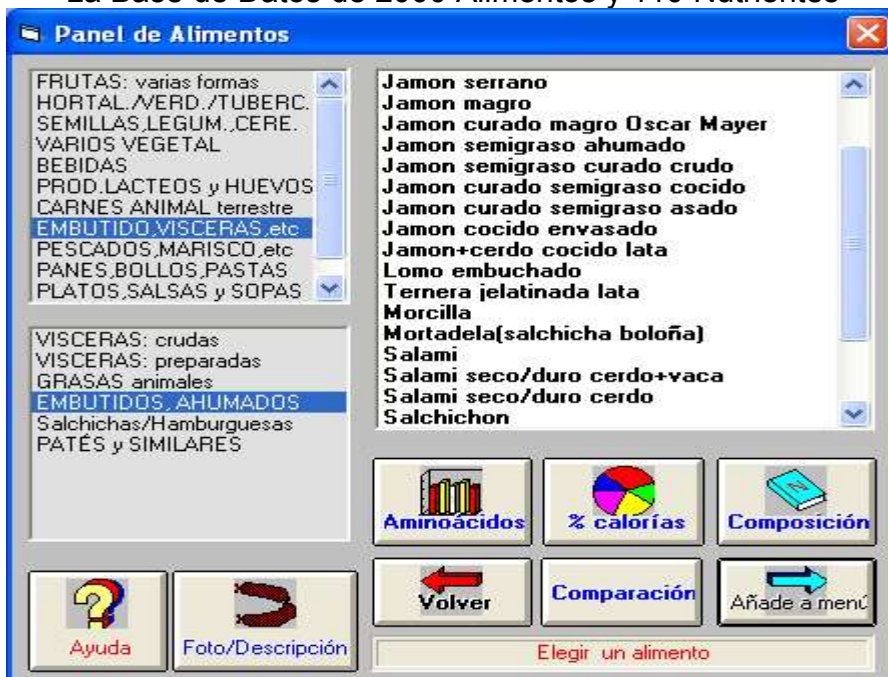 La Base de Datos de 2000 Alimentos y 110 Nutrientes
Panel de Alimentos
FRUTAS: varias formas
HORTAL./VERD./TUBERC.
SEMILLAS,LEGUM.,CERE.
VARIOS VEGETAL
BEBIDAS
PROD.LACTEOS y HUEVOS
CARNES ANIMAL terrestre
EMBUTIDO,VISCERAS,etc
PESCADOS,MARISCO,etc
PANES,BOLLOS,PASTAS
PLATOS,SALSAS y SOPAS
VISCERAS: crudas
VISCERAS: preparadas
GRASAS animales
EMBUTIDOS, AHUMADOS
Salchichas/Hamburguesas
PATÉS y SIMILARES
Jamon serrano
Jamon magro
Jamon curado magro Oscar Mayer
Jamon semigraso ahumado
Jamon semigraso curado crudo
Jamon curado semigraso cocido
Jamon curado semigraso asado
Jamon cocido envasado
Jamon+cerdo cocido lata
Lomo embuchado
Ternera jelatinada lata
Morcilla
Mortadela(salchicha boloña)
Salami
Salami seco/duro cerdo+vaca
Salami seco/duro cerdo
Salchichon
Aminoácidos
% calorías
Composición
Volver
Comparación
Añade a menú
Ayuda
Foto/Descripción
Elegir un alimento